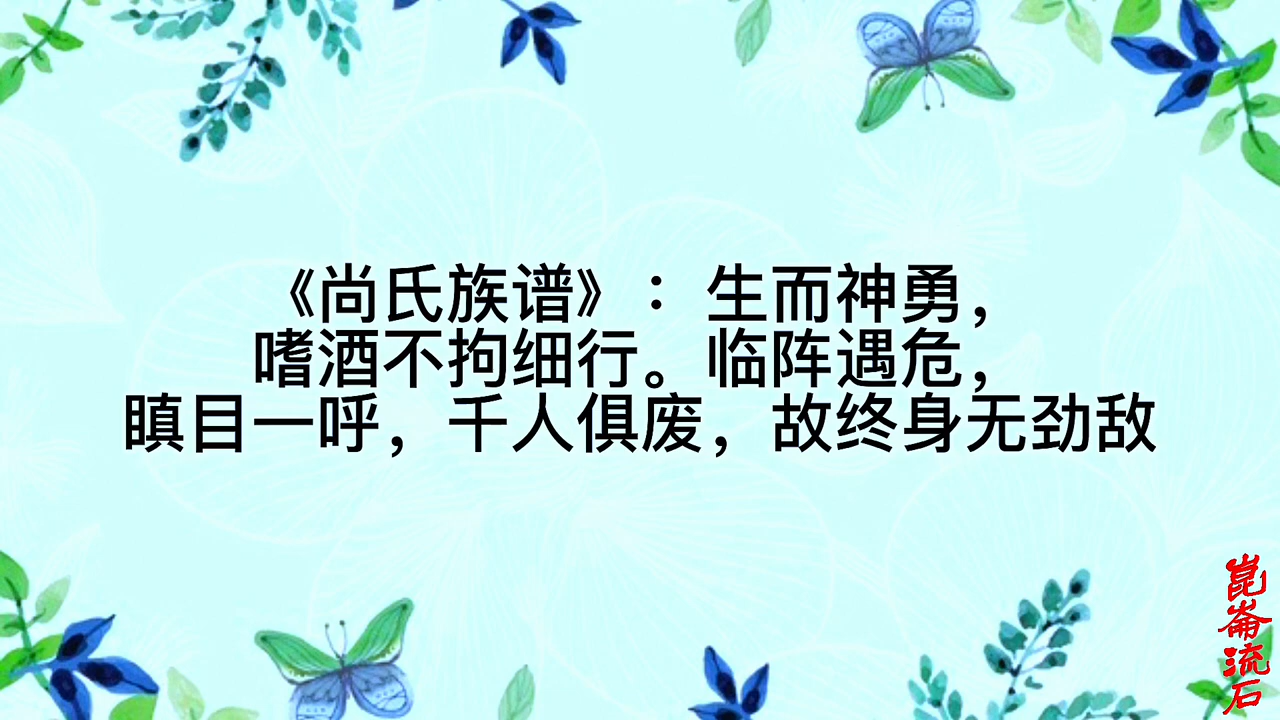 《尚氏族谱》：生而神勇，
嗜酒不拘细行。临阵遇危，
瞋目一呼，千人俱废，故终身无劲敌
崑崙流石